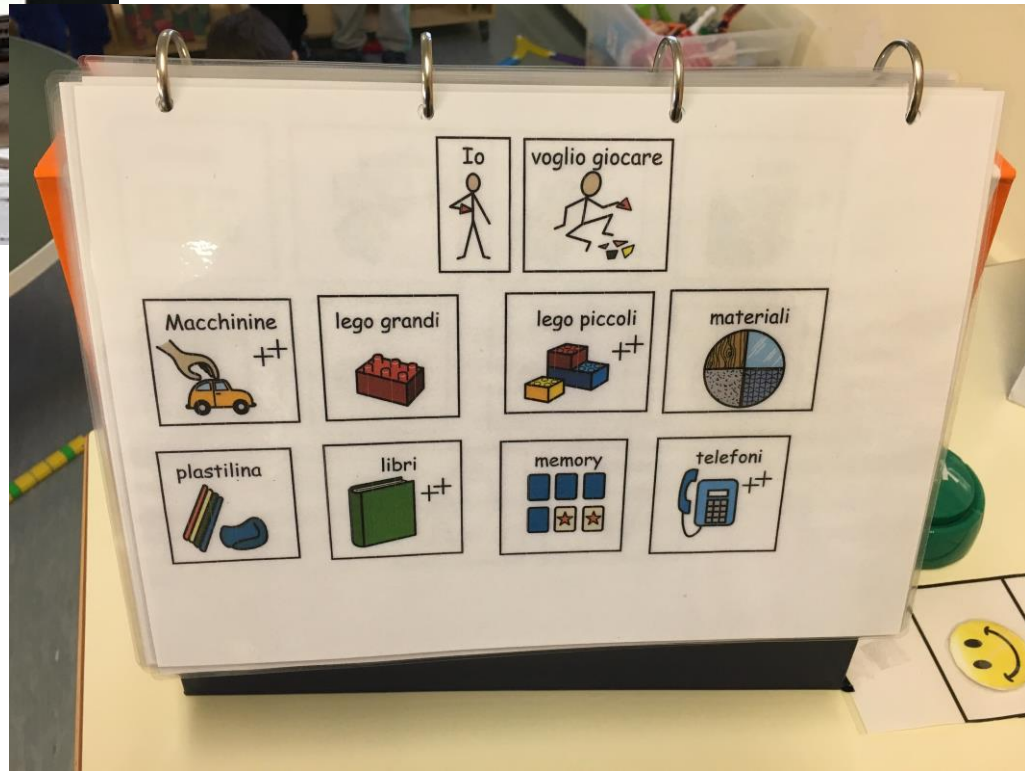 Io
voglio giocare
Macchinine
lego grandi
lego piccoli
materiali
plastilina
libri
memory
telefoni